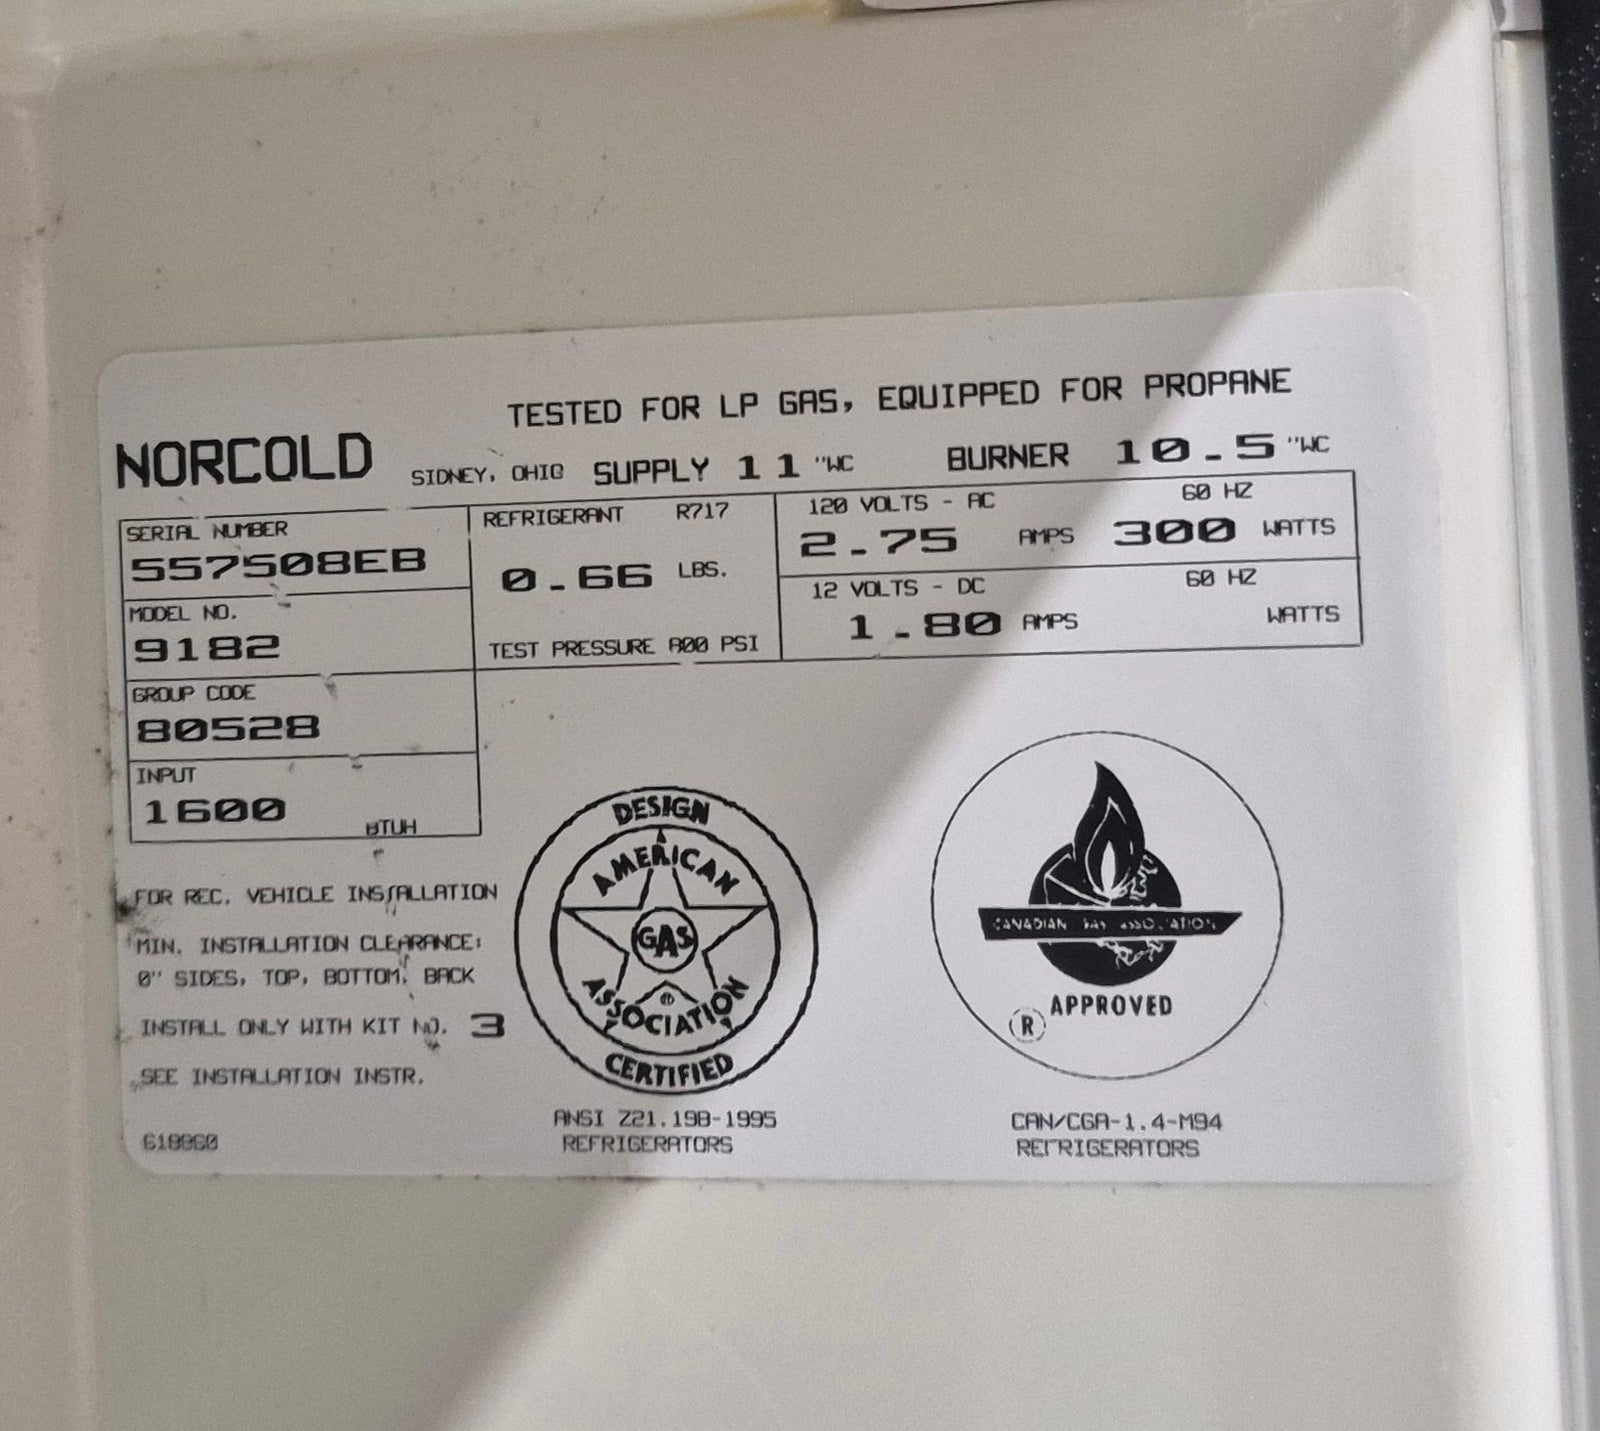 TESTED FOR LP GAS, EQUIPPED FOR PROPANE
NORCOLD SIDNEY, OHIO SUPPLY 11 "WC BURNER 10.5 "WC
SERIAL NUMBER
557508EB
MODEL NO.
9182
GROUP CODE
80528
INPUT
1600 BTUH
REFRIGERANT R717
0.66 LBS.
TEST PRESSURE 800 PSI
120 VOLTS - AC 60 HZ
2.75 AMPS 300 WATTS
12 VOLTS - DC 60 HZ
1.80 AMPS WATTS
FOR REC. VEHICLE INSTALLATION
MIN. INSTALLATION CLEARANCE:
0" SIDES, TOP, BOTTOM, BACK
INSTALL ONLY WITH KIT NO. 3
SEE INSTALLATION INSTR.
DESIGN
AMERICAN
GAS
ASSOCIATION
CERTIFIED
ANSI Z21.19B-1995
REFRIGERATORS
CANADIAN GAS ASSOCIATION
APPROVED
®
CAN/CGA-1.4-M94
REFRIGERATORS